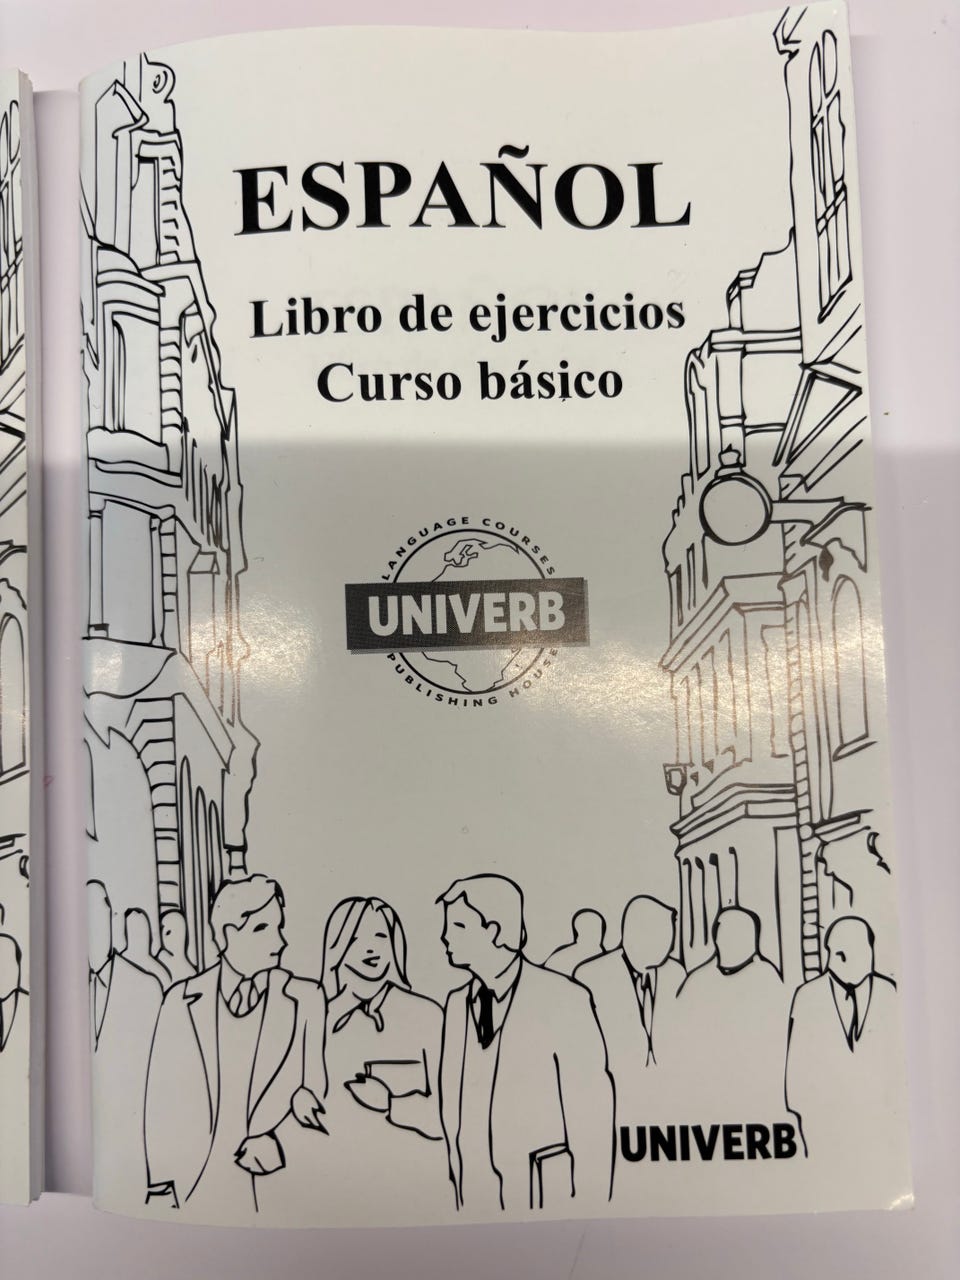 ESPAÑOL
Libro de ejercicios
Curso básico
LANGUAGE COURSES
UNIVERB
PUBLISHING HOUSE
UNIVERB